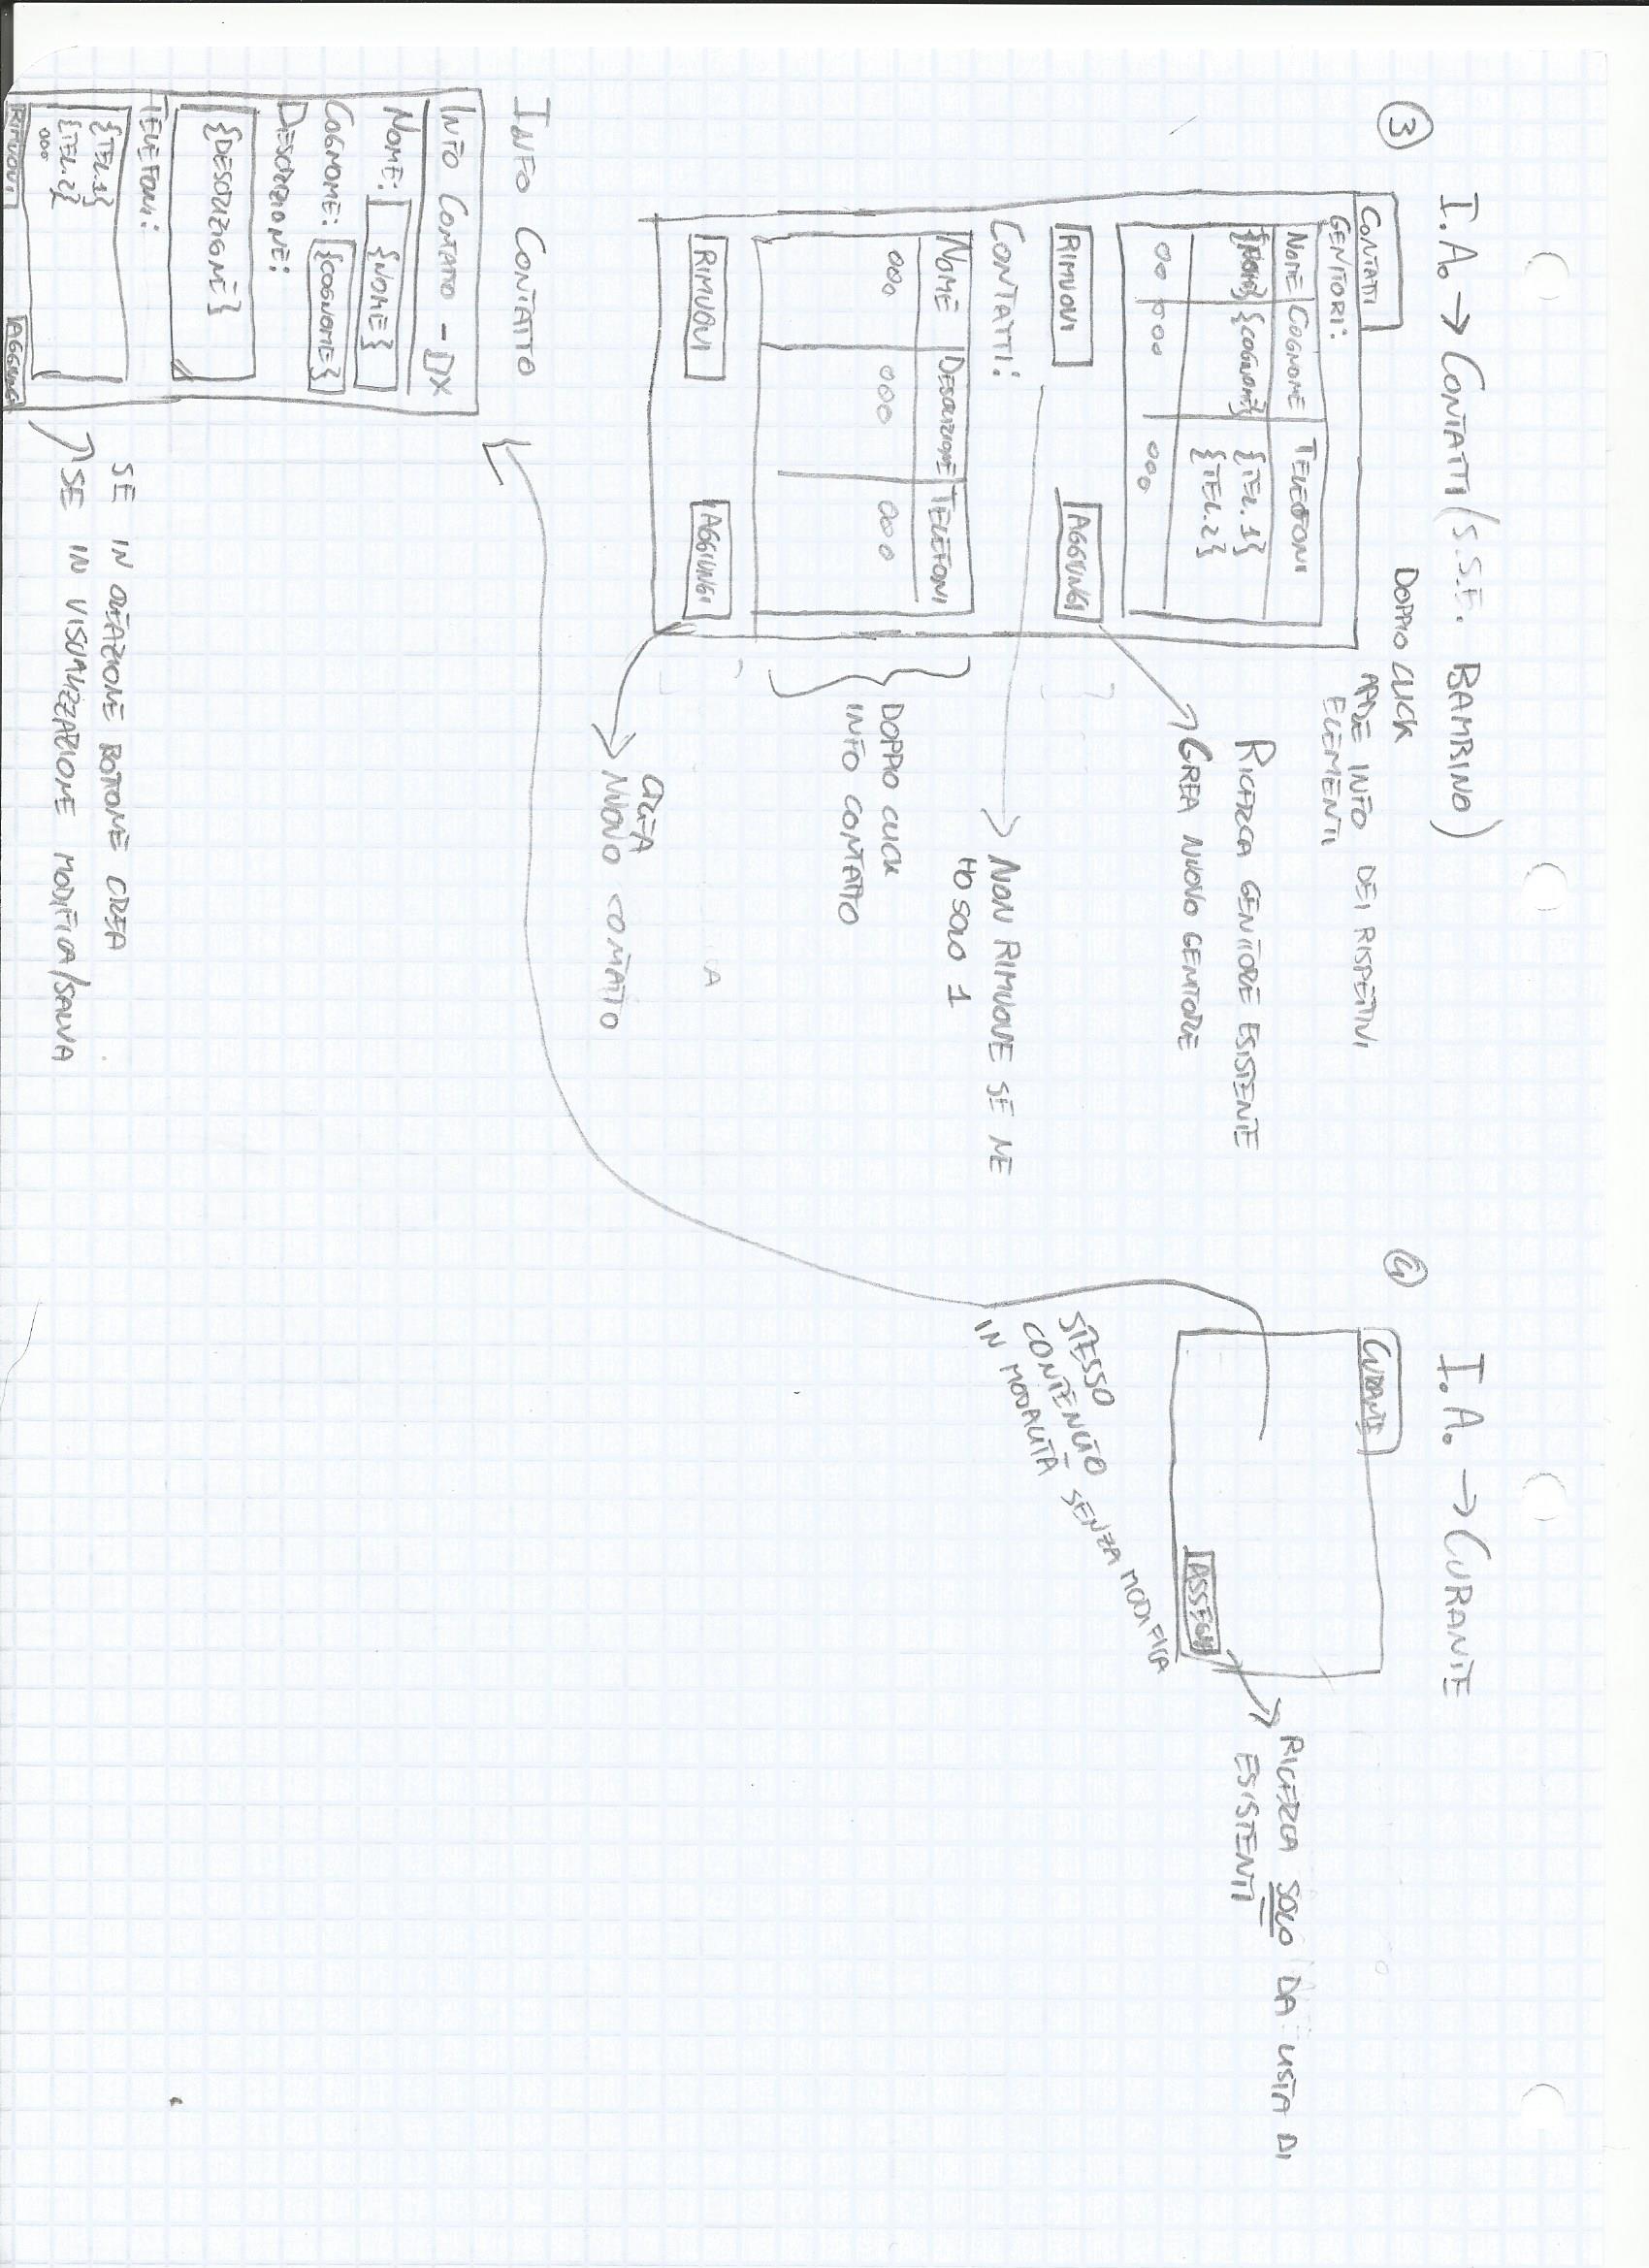 ③ I.A. → CONTATTI (S.S.E. BAMBINO)
DOPPIO CLICK
APRE INFO DEI RISPETTIVI
ELEMENTI
CONTATTI
GENITORI:
NOME COGNOME TELEFONI
{NOME} {COGNOME} {TEL.1}
{TEL.2}
ooo ooo ooo
RIMUOVI AGGIUNGI
RICERCA GENITORE ESISTENTE
CREA NUOVO GENITORE
CONTATTI:
NON RIMUOVE SE NE
HO SOLO 1
NOME DESCRIZIONE TELEFONI
ooo ooo ooo
DOPPIO CLICK
INFO CONTATTO
RIMUOVI AGGIUNGI
CREA
NUOVO CONTATTO
INFO CONTATTO
INFO CONTATTO - □X
NOME: {NOME}
COGNOME: {COGNOME}
DESCRIZIONE:
{DESCRIZIONE}
TELEFONI:
{TEL.1}
{TEL.2}
ooo
RIMUOVI AGGIUNGI
SE IN CREAZIONE BOTTONE CREA
SE IN VISUALIZZAZIONE MODIFICA/SALVA
④ I.A. → CURANTE
CURANTE
ASSEGNA
RICERCA SOLO DA LISTA DI
ESISTENTI
STESSO
CONTENUTO SENZA MODIFICA
IN MODALITÀ